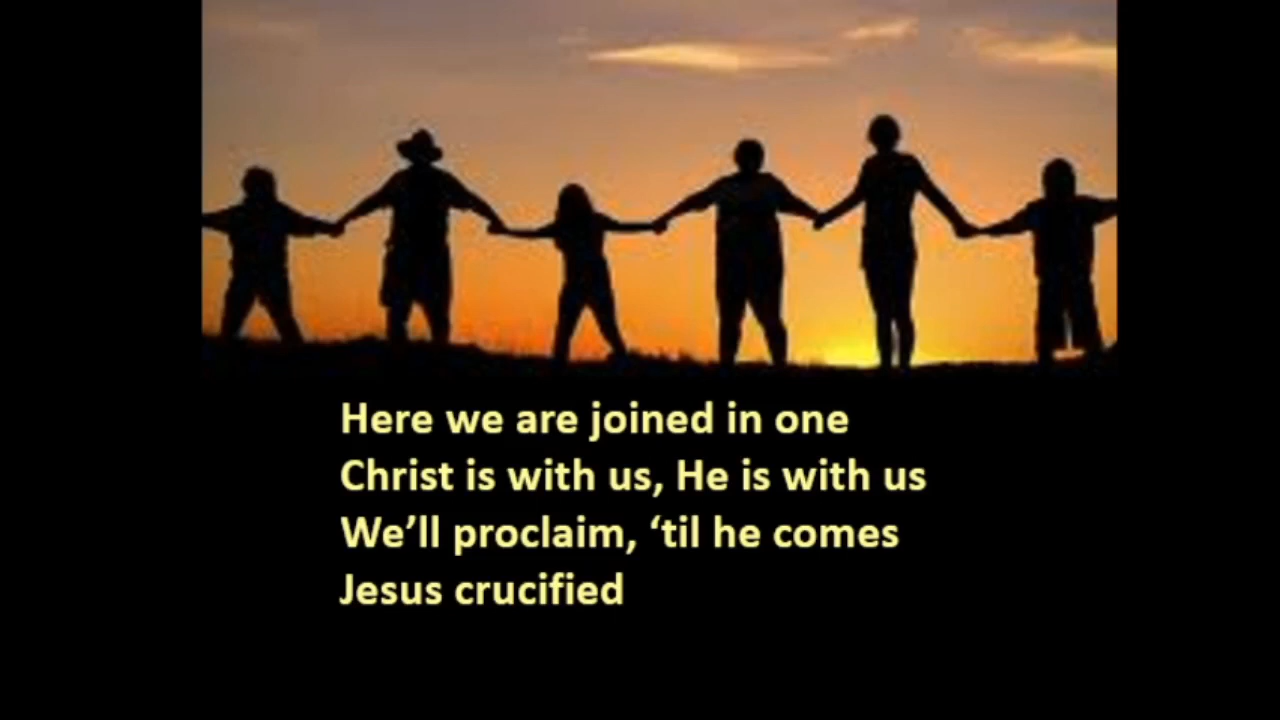 Here we are joined in one
Christ is with us, He is with us
We’ll proclaim, ‘til he comes
Jesus crucified